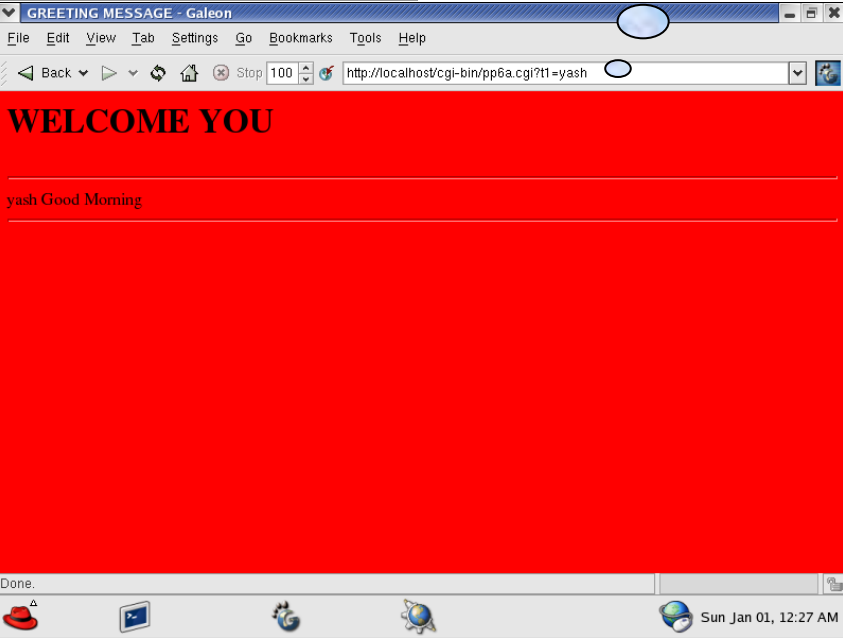 GREETING MESSAGE - Galeon
File Edit View Tab Settings Go Bookmarks Tools Help
Back Stop 100 http://localhost/cgi-bin/pp6a.cgi?t1=yash
WELCOME YOU
yash Good Morning
Done.
Sun Jan 01, 12:27 AM